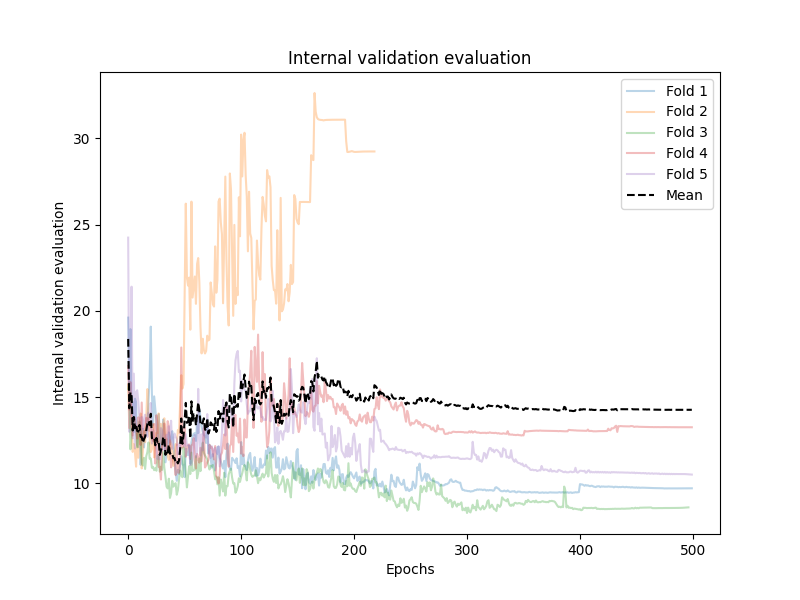 Internal validation evaluation
Internal validation evaluation
30
25
20
15
10
0
100
200
300
400
500
Epochs
Fold 1
Fold 2
Fold 3
Fold 4
Fold 5
Mean